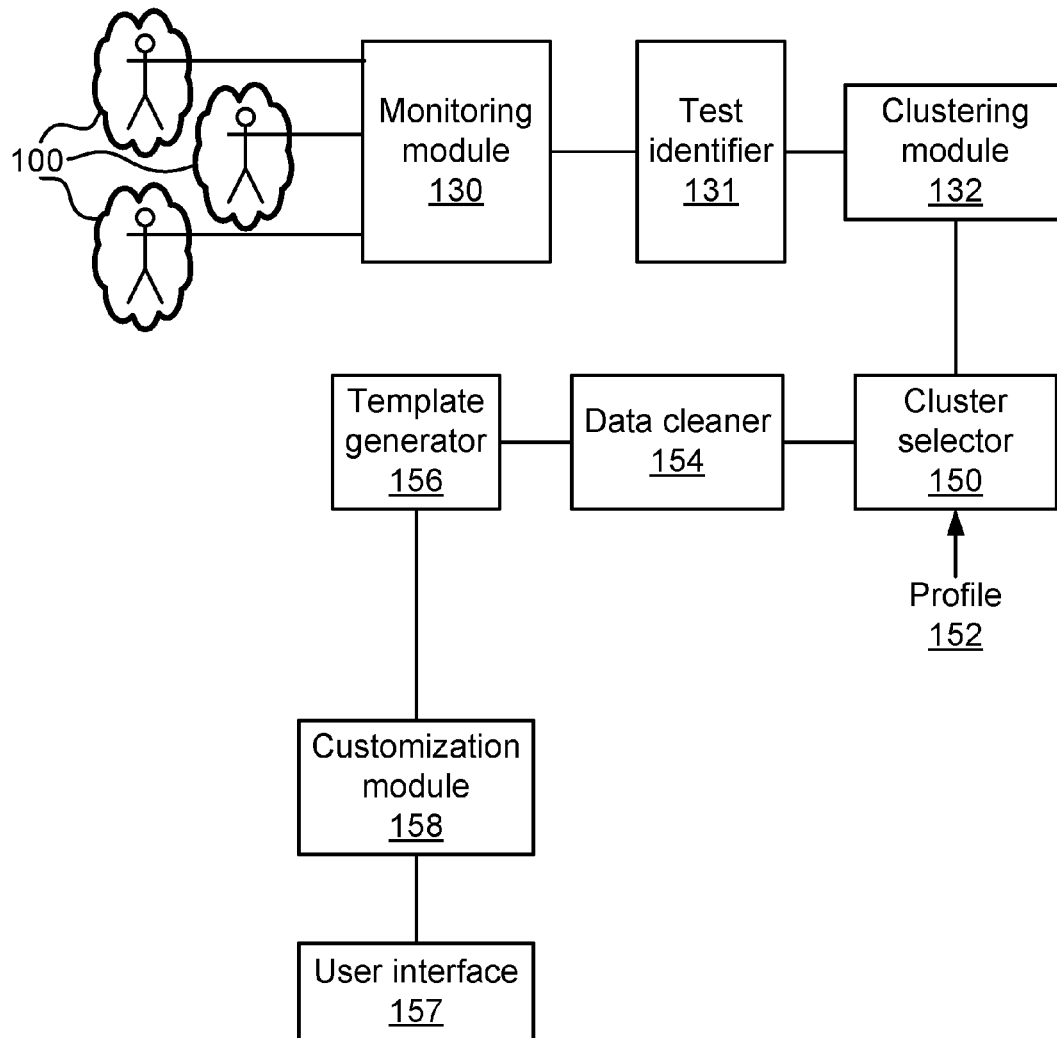 100
Monitoring
module
130
Test
identifier
131
Clustering
module
132
Template
generator
156
Data cleaner
154
Cluster
selector
150
Profile
152
Customization
module
158
User interface
157